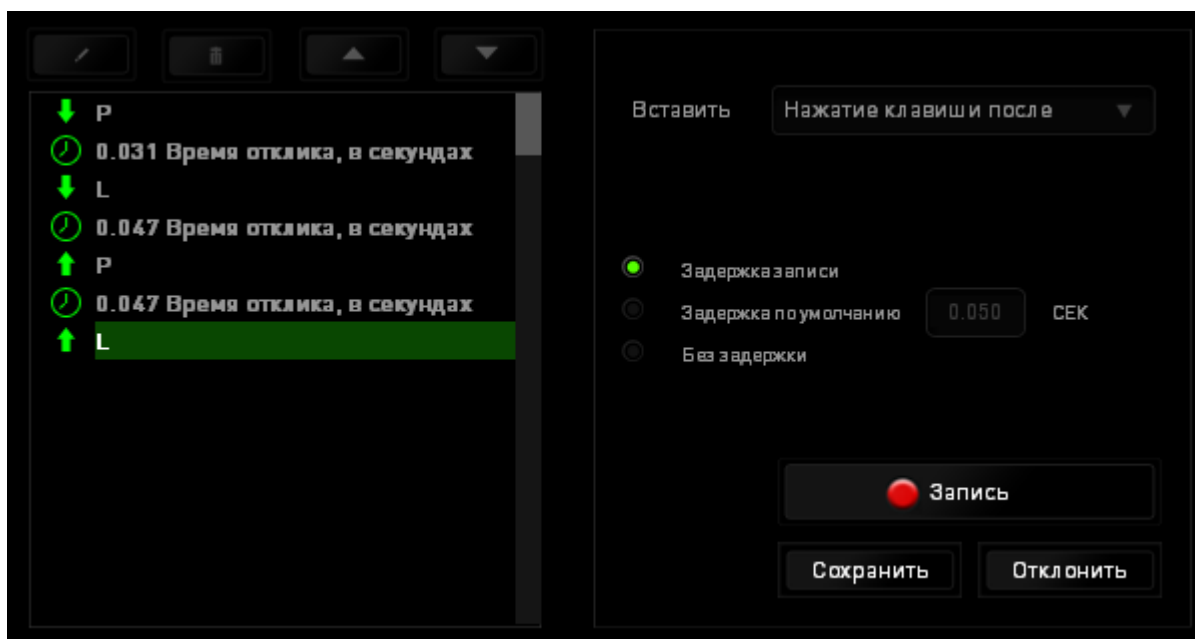 P
0.031 Время отклика, в секундах
L
0.047 Время отклика, в секундах
P
0.047 Время отклика, в секундах
L
Вставить Нажатие клавиши после
Задержка записи
Задержка по умолчанию 0.050 СЕК
Без задержки
Запись
Сохранить Отклонить